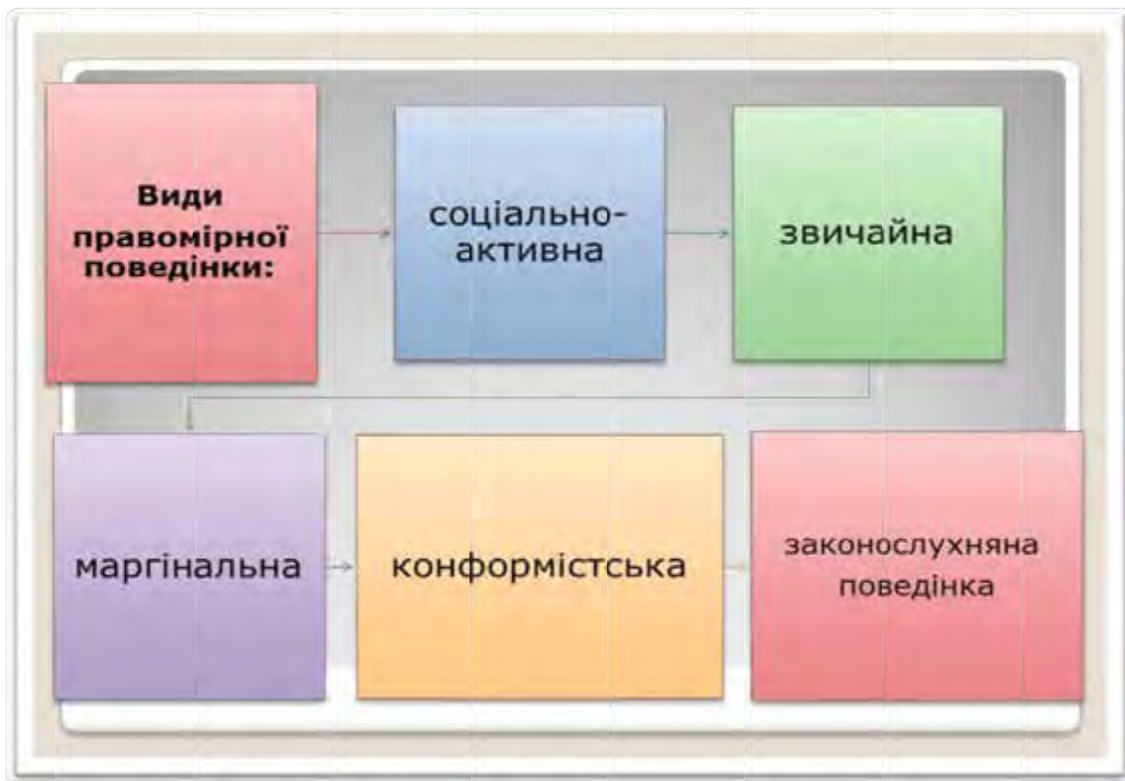 Види
правомірної
поведінки:
соціально-
активна
звичайна
маргінальна
конформістська
законослухняна
поведінка